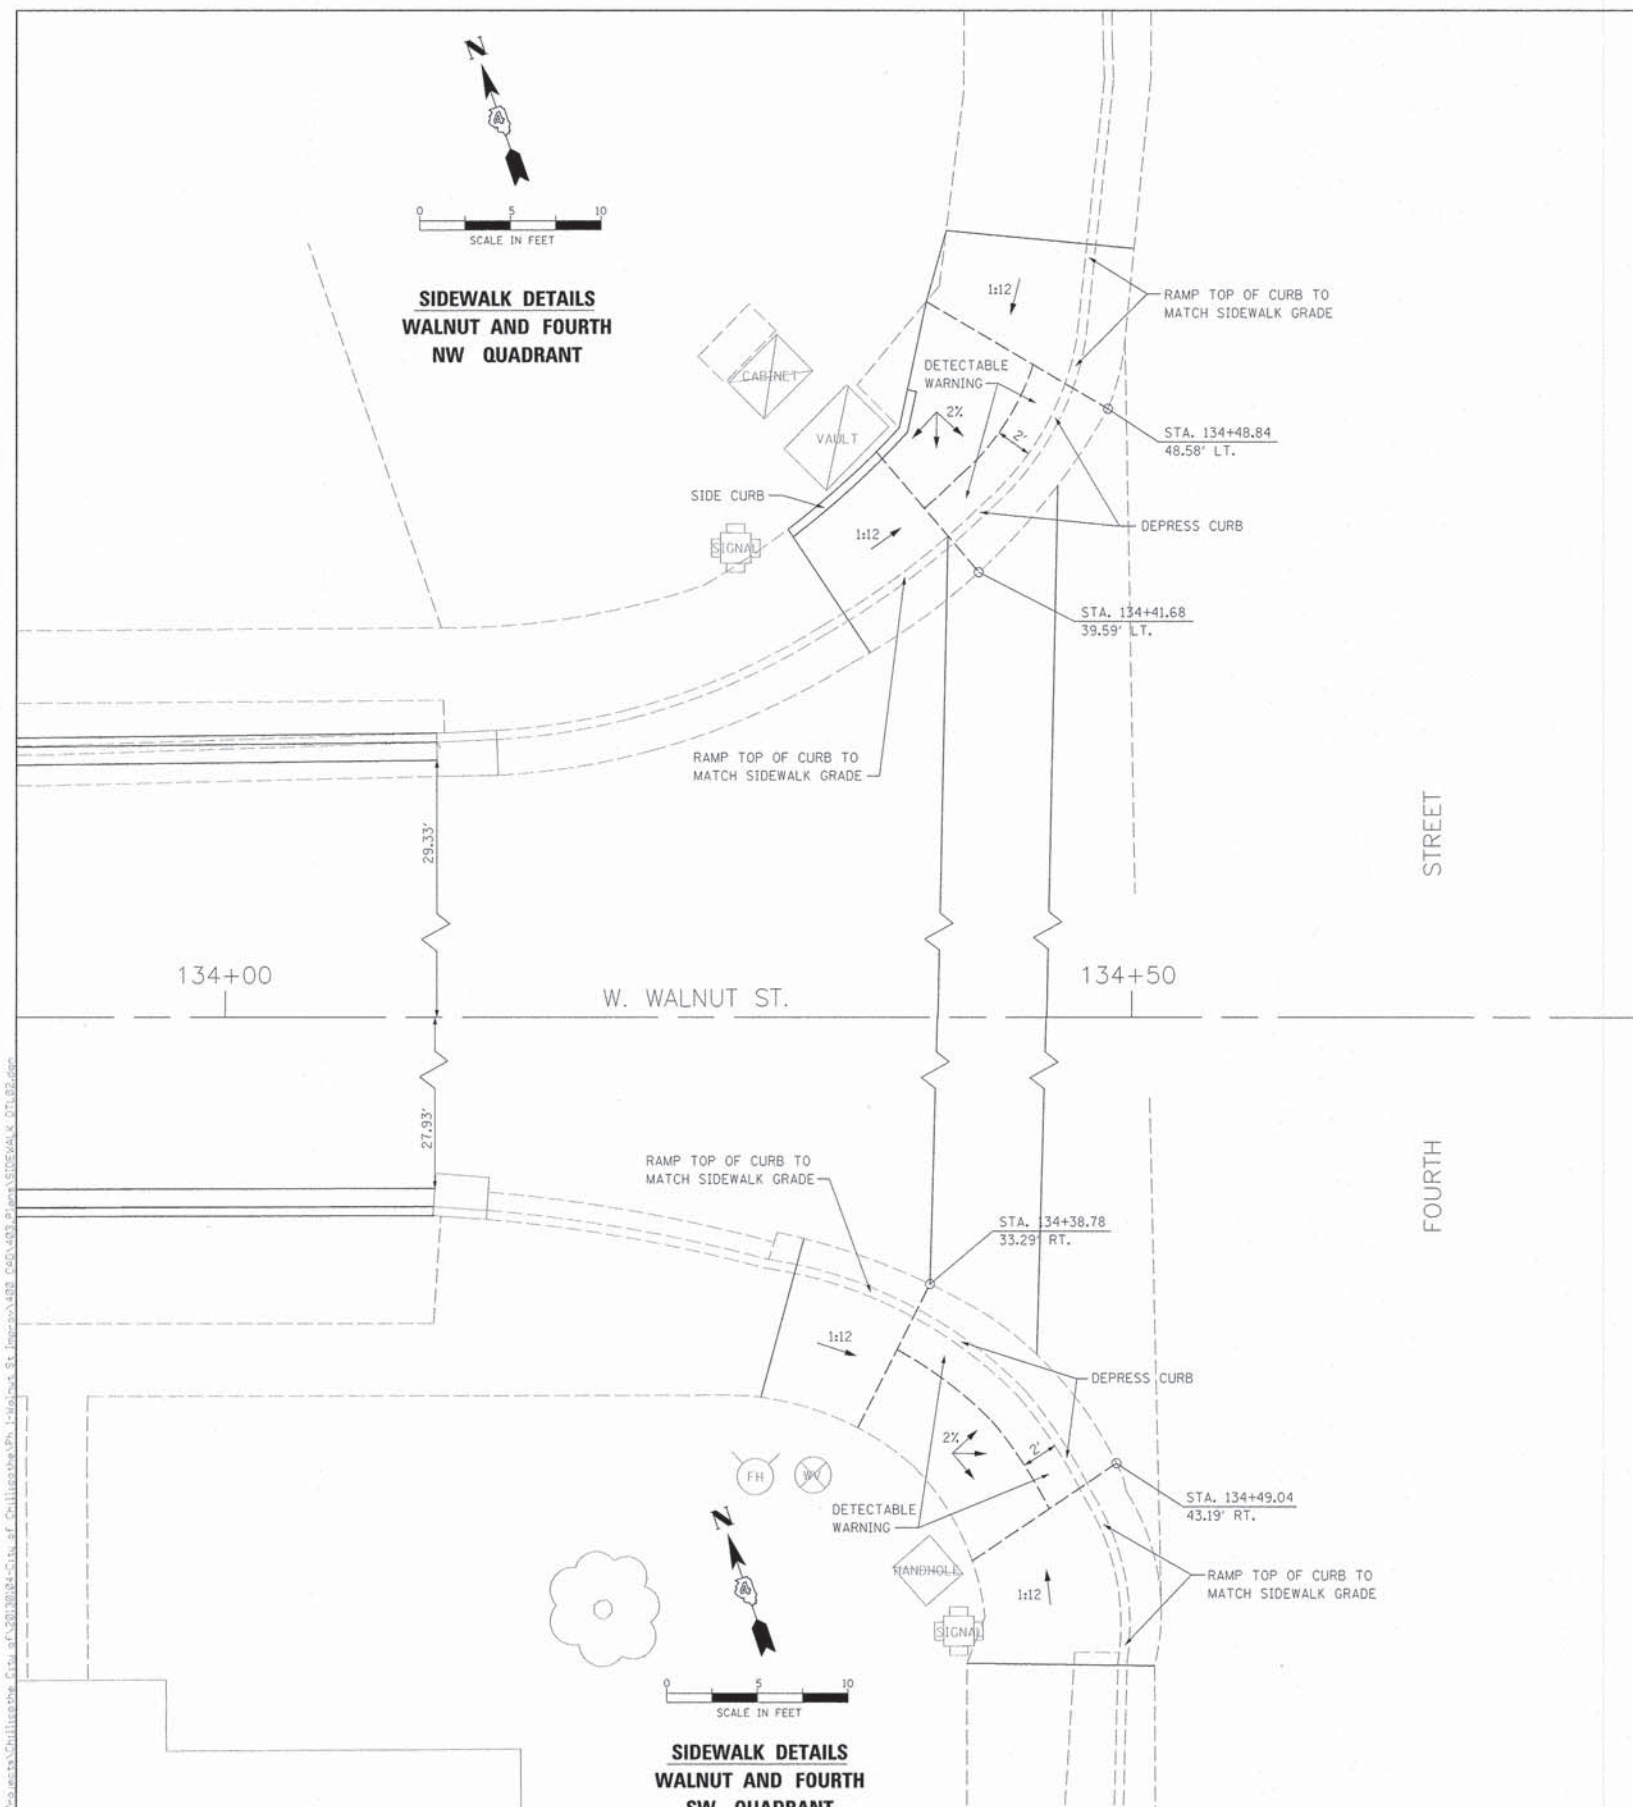 N
4
0 5 10
SCALE IN FEET
SIDEWALK DETAILS
WALNUT AND FOURTH
NW QUADRANT
1:12
RAMP TOP OF CURB TO
MATCH SIDEWALK GRADE
CABINET
DETECTABLE
WARNING
2%
VAULT
2'
STA. 134+48.84
48.58' LT.
SIDE CURB
DEPRESS CURB
1:12
SIGNAL
STA. 134+41.68
39.59' LT.
RAMP TOP OF CURB TO
MATCH SIDEWALK GRADE
29.33'
STREET
134+00
134+50
W. WALNUT ST.
27.93'
FOURTH
RAMP TOP OF CURB TO
MATCH SIDEWALK GRADE
STA. 134+38.78
33.29' RT.
1:12
DEPRESS CURB
2%
2'
FH
WV
DETECTABLE
WARNING
STA. 134+49.04
43.19' RT.
N
4
HANDHOLE
1:12
RAMP TOP OF CURB TO
MATCH SIDEWALK GRADE
SIGNAL
0 5 10
SCALE IN FEET
SIDEWALK DETAILS
WALNUT AND FOURTH
SW QUADRANT